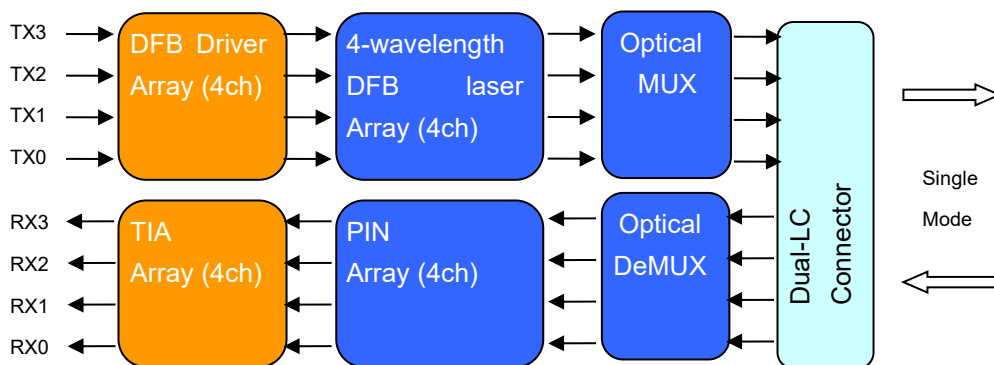 TX3
TX2
TX1
TX0
DFB Driver
Array (4ch)
4-wavelength
DFB laser
Array (4ch)
Optical
MUX
RX3
RX2
RX1
RX0
TIA
Array (4ch)
PIN
Array (4ch)
Optical
DeMUX
Dual-LC
Connector
Single
Mode